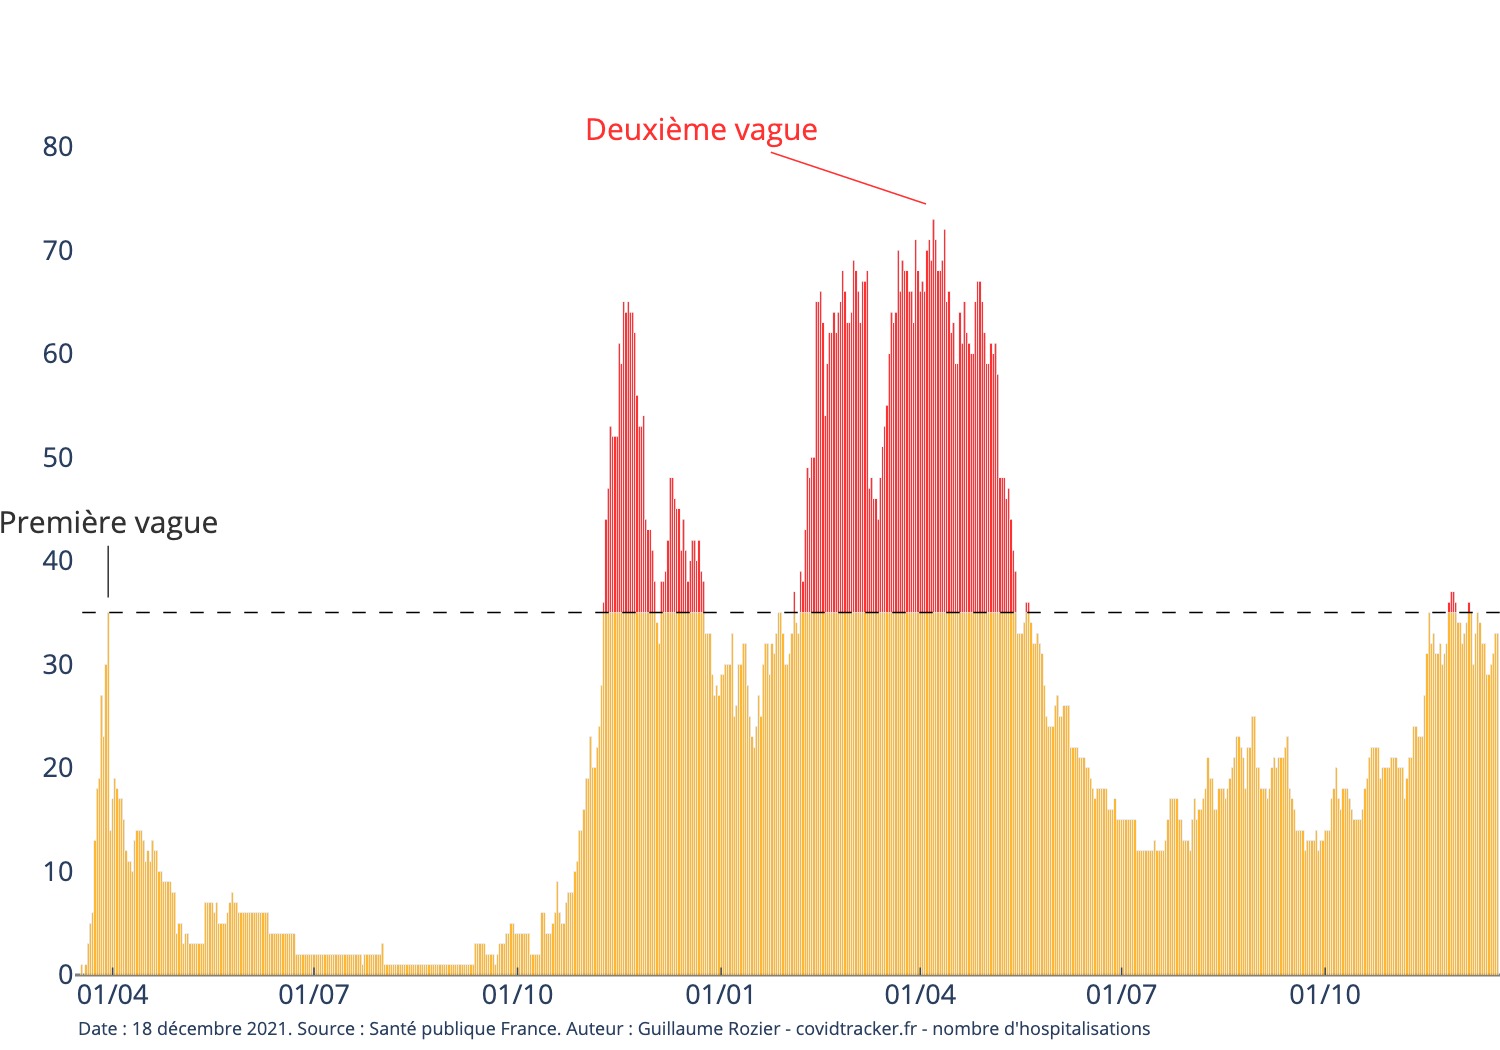 Deuxième vague
80
70
60
50
Première vague
40
30
20
10
0
01/04 01/07 01/10 01/01 01/04 01/07 01/10
Date : 18 décembre 2021. Source : Santé publique France. Auteur : Guillaume Rozier - covidtracker.fr - nombre d'hospitalisations